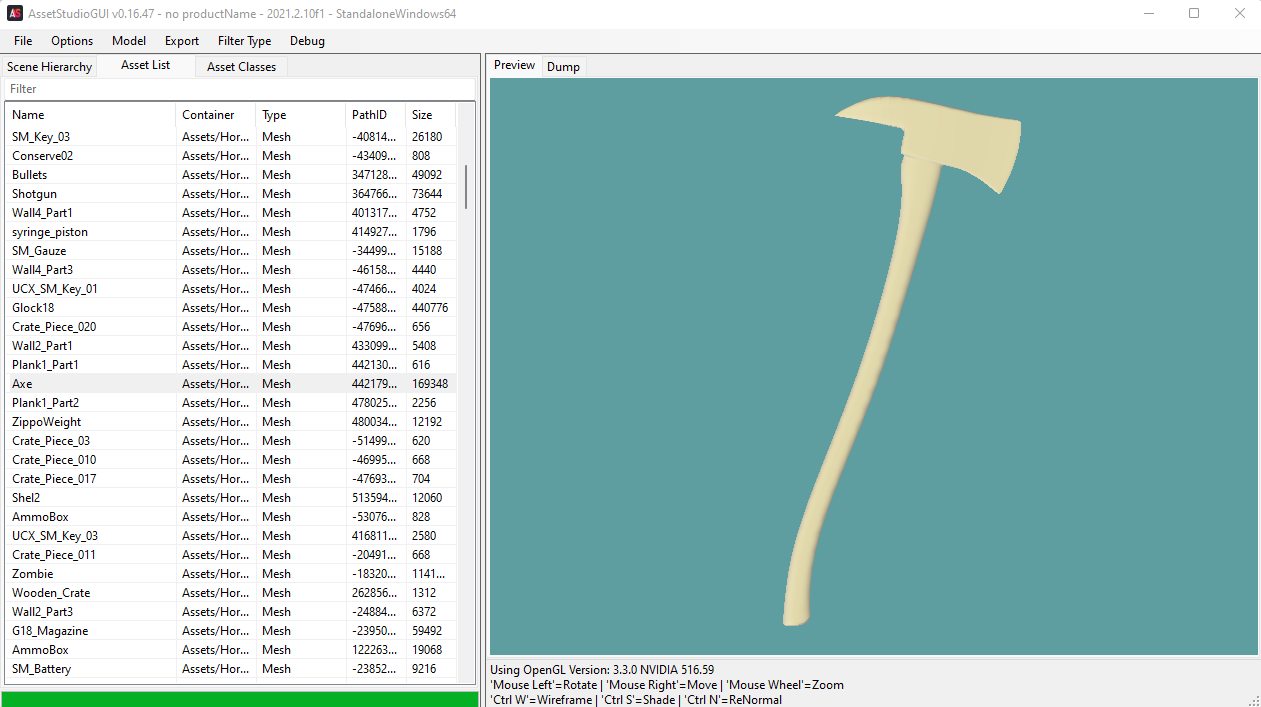 AS AssetStudioGUI v0.16.47 - no productName - 2021.2.10f1 - StandaloneWindows64
File Options Model Export Filter Type Debug
Scene Hierarchy Asset List Asset Classes
Filter
Name Container Type PathID Size
SM_Key_03 Assets/Hor... Mesh -40814... 26180
Conserve02 Assets/Hor... Mesh -43409... 808
Bullets Assets/Hor... Mesh 347128... 49092
Shotgun Assets/Hor... Mesh 364766... 73644
Wall4_Part1 Assets/Hor... Mesh 401317... 4752
syringe_piston Assets/Hor... Mesh 414927... 1796
SM_Gauze Assets/Hor... Mesh -34499... 15188
Wall4_Part3 Assets/Hor... Mesh -46158... 4440
UCX_SM_Key_01 Assets/Hor... Mesh -47466... 4024
Glock18 Assets/Hor... Mesh -47588... 440776
Crate_Piece_020 Assets/Hor... Mesh -47696... 656
Wall2_Part1 Assets/Hor... Mesh 433099... 5408
Plank1_Part1 Assets/Hor... Mesh 442130... 616
Axe Assets/Hor... Mesh 442179... 169348
Plank1_Part2 Assets/Hor... Mesh 478025... 2256
ZippoWeight Assets/Hor... Mesh 480034... 12192
Crate_Piece_03 Assets/Hor... Mesh -51499... 620
Crate_Piece_010 Assets/Hor... Mesh -46995... 668
Crate_Piece_017 Assets/Hor... Mesh -47693... 704
Shel2 Assets/Hor... Mesh 513594... 12060
AmmoBox Assets/Hor... Mesh -53076... 828
UCX_SM_Key_03 Assets/Hor... Mesh 416811... 2580
Crate_Piece_011 Assets/Hor... Mesh -20491... 668
Zombie Assets/Hor... Mesh -18320... 1141...
Wooden_Crate Assets/Hor... Mesh 262856... 1312
Wall2_Part3 Assets/Hor... Mesh -24884... 6372
G18_Magazine Assets/Hor... Mesh -23950... 59492
AmmoBox Assets/Hor... Mesh 122263... 19068
SM_Battery Assets/Hor... Mesh -23852... 9216
Preview Dump
Using OpenGL Version: 3.3.0 NVIDIA 516.59
'Mouse Left'=Rotate | 'Mouse Right'=Move | 'Mouse Wheel'=Zoom
'Ctrl W'=Wireframe | 'Ctrl S'=Shade | 'Ctrl N'=ReNormal